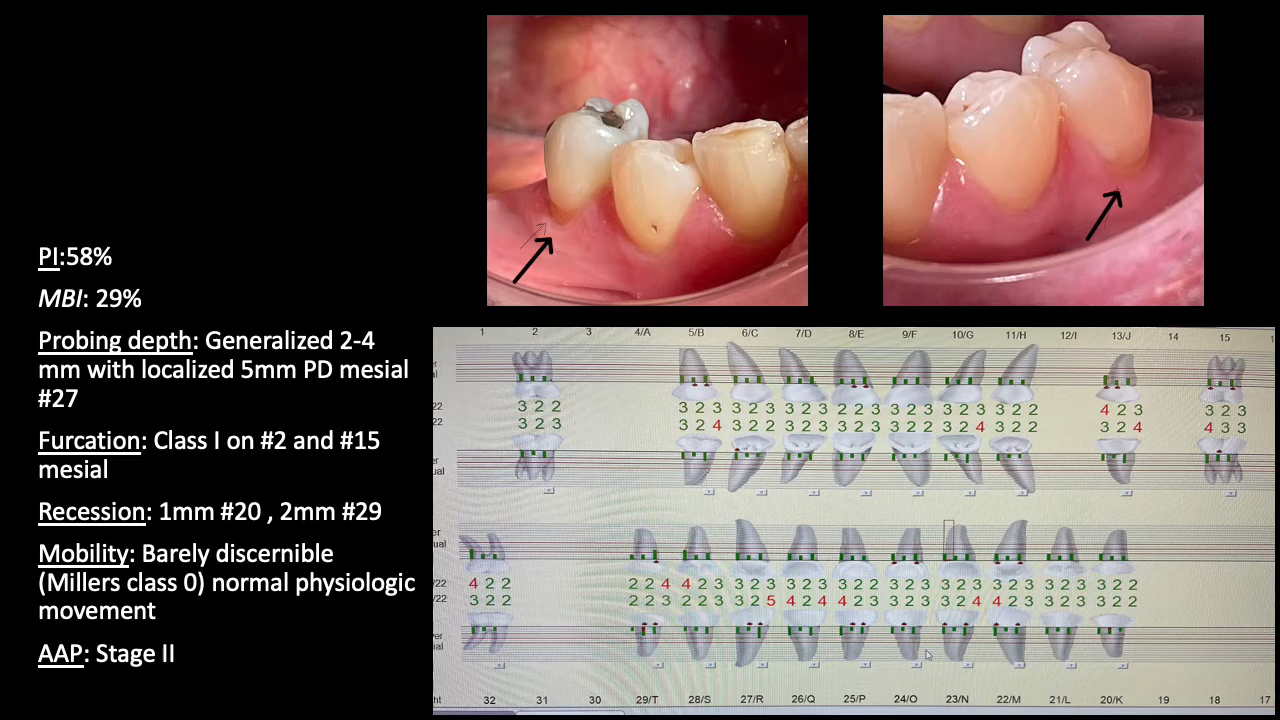 PI:58%
MBI: 29%
Probing depth: Generalized 2-4
mm with localized 5mm PD mesial
#27
Furcation: Class I on #2 and #15
mesial
Recession: 1mm #20 , 2mm #29
Mobility: Barely discernible
(Millers class 0) normal physiologic
movement
AAP: Stage II
1 2 3 4/A 5/B 6/C 7/D 8/E 9/F 10/G 11/H 12/I 13/J 14 15
22 3 2 2 3 2 3 3 2 3 3 2 3 2 2 3 3 2 3 3 2 3 3 2 2 4 2 3 3 2 3
22 3 2 3 3 2 4 3 2 2 3 2 3 3 2 3 3 2 3 3 2 4 3 2 2 3 2 4 4 3 3
/22 4 2 2 2 2 4 4 2 3 3 2 3 3 2 3 3 2 2 3 2 3 3 2 3 3 2 3 3 2 3 3 2 2
/22 3 2 2 2 2 3 2 2 3 3 2 5 4 2 4 4 2 3 3 2 3 3 2 4 4 2 3 3 2 3 3 2 2
32 31 30 29/T 28/S 27/R 26/Q 25/P 24/O 23/N 22/M 21/L 20/K 19 18 17